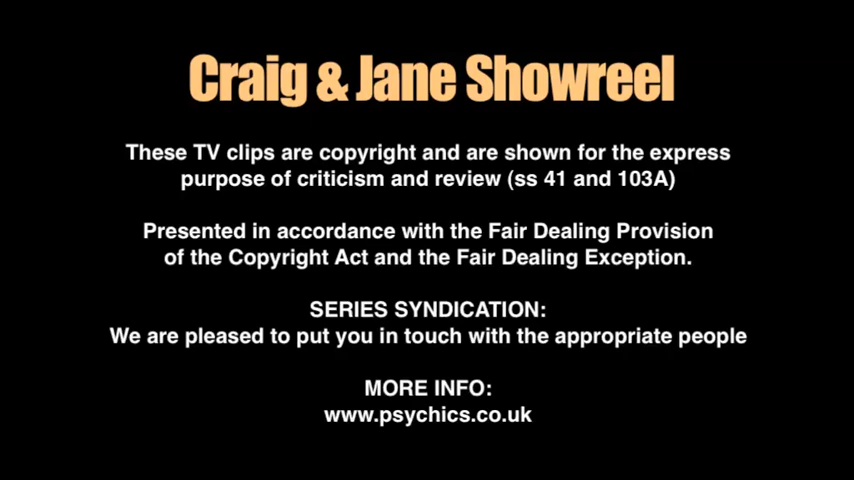 Craig & Jane Showreel
These TV clips are copyright and are shown for the express
purpose of criticism and review (ss 41 and 103A)
Presented in accordance with the Fair Dealing Provision
of the Copyright Act and the Fair Dealing Exception.
SERIES SYNDICATION:
We are pleased to put you in touch with the appropriate people
MORE INFO:
www.psychics.co.uk